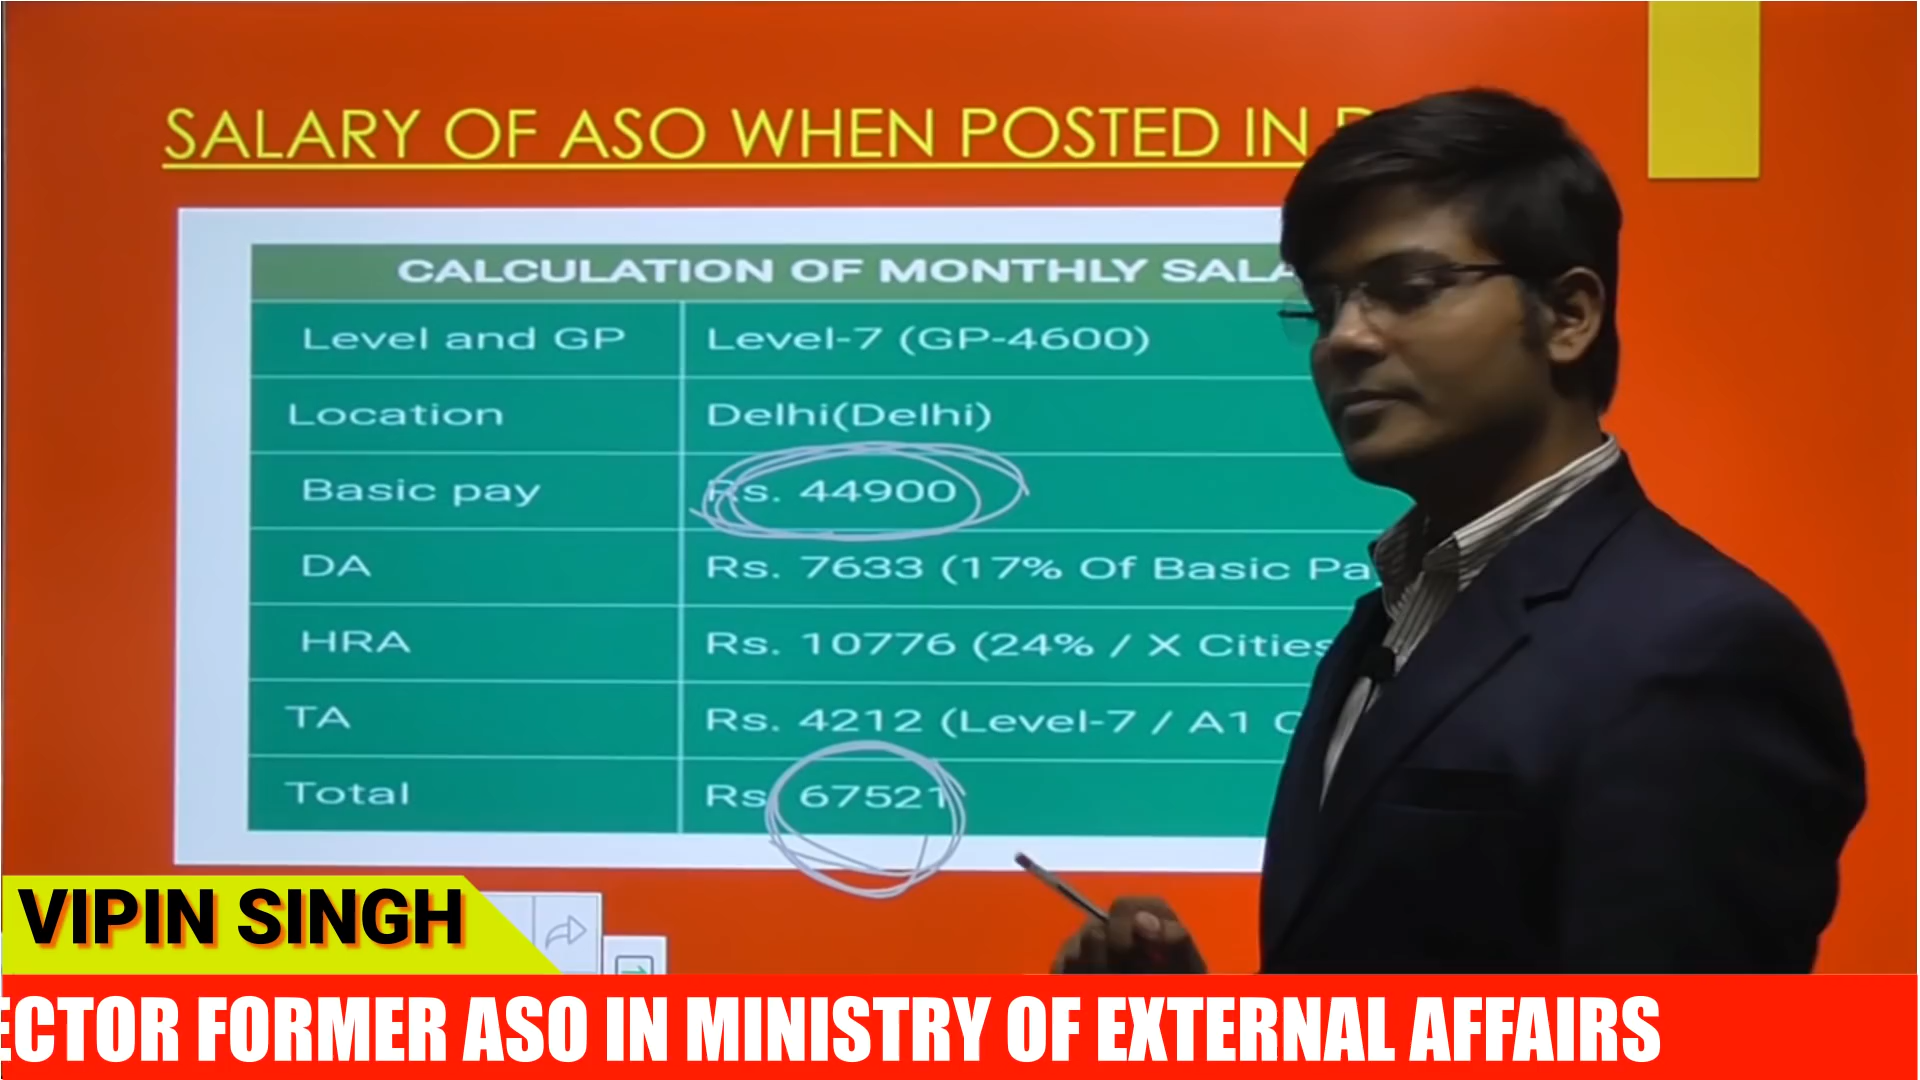 SALARY OF ASO WHEN POSTED IN
CALCULATION OF MONTHLY
Level and GP Level-7 (GP-4600)
Location Delhi(Delhi)
Basic pay Rs. 44900
DA Rs. 7633 (17% Of Basic
HRA Rs. 10776 (24% / X Cities
TA Rs. 4212 (Level-7 / A1
Total Rs. 67521
VIPIN SINGH
FORMER ASO IN MINISTRY OF EXTERNAL AFFAIRS